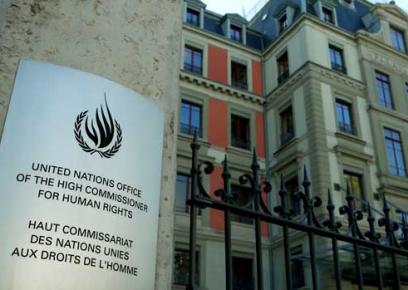 UNITED NATIONS OFFICE
OF THE HIGH COMMISSIONER
FOR HUMAN RIGHTS
HAUT COMMISSARIAT
DES NATIONS UNIES
AUX DROITS DE L'HOMME